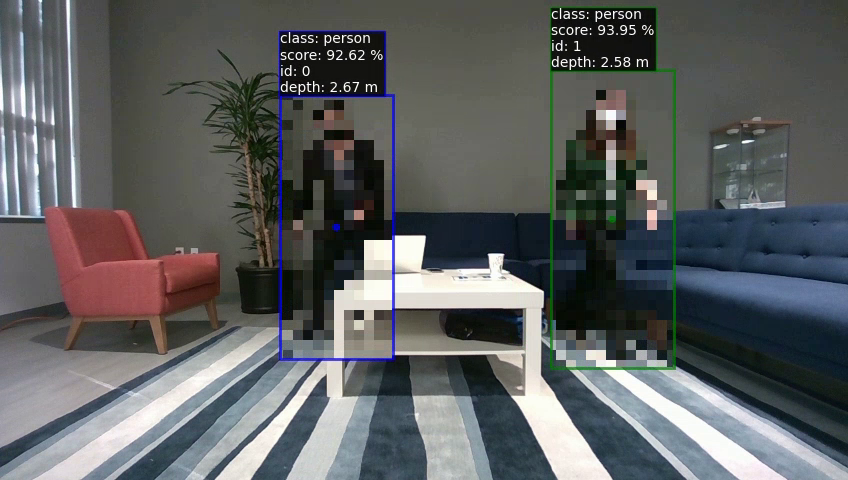 class: person
score: 92.62 %
id: 0
depth: 2.67 m
class: person
score: 93.95 %
id: 1
depth: 2.58 m